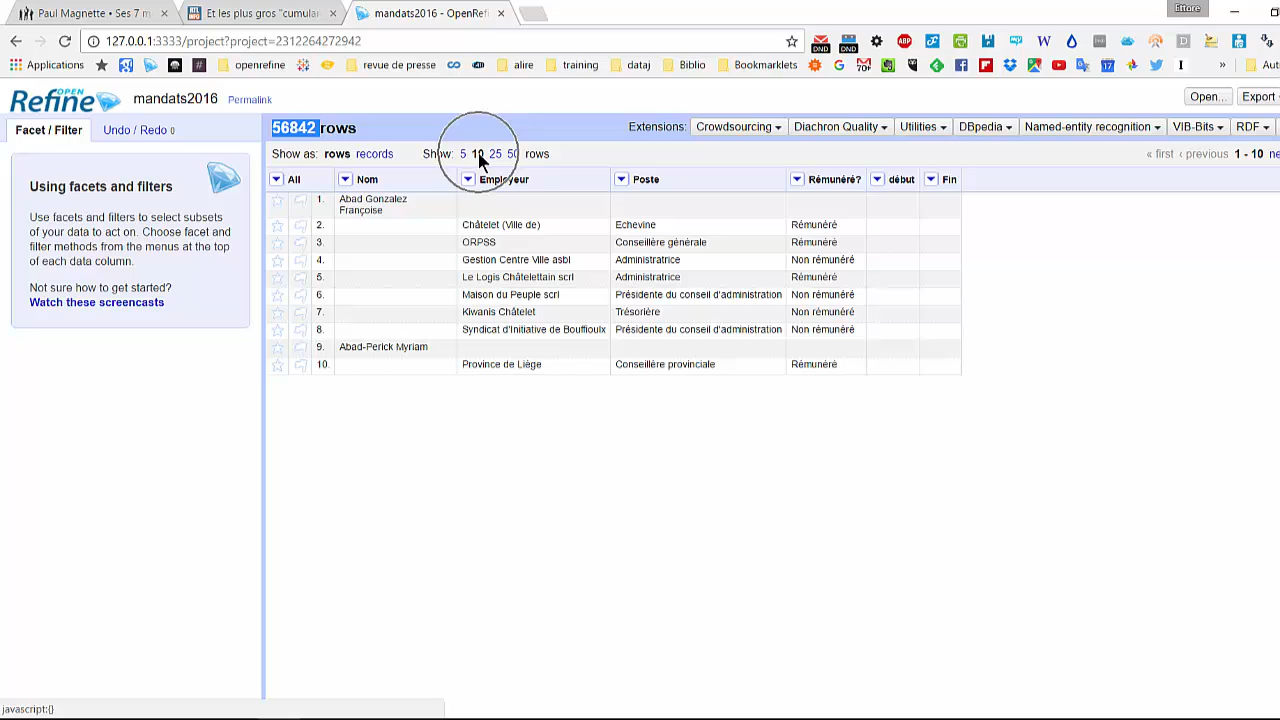 Paul Magnette • Ses 7 m
Et les plus gros "cumular
mandats2016 - OpenRefi
Ettore
127.0.0.1:3333/project?project=2312264272942
Applications
openrefine
revue de presse
alire
training
dataj
Biblio
Bookmarklets
» Aut
OPEN
Refine
mandats2016
Permalink
Open...
Export
Facet / Filter
Undo / Redo 0
56842 rows
Extensions:
Crowdsourcing
Diachron Quality
Utilities
DBpedia
Named-entity recognition
VIB-Bits
RDF
Show as: rows records
Show: 5 10 25 50 rows
« first ‹ previous 1 - 10 ne
Using facets and filters
Use facets and filters to select subsets
of your data to act on. Choose facet and
filter methods from the menus at the top
of each data column.
Not sure how to get started?
Watch these screencasts
All Nom Employeur Poste Rémunéré? début Fin
1. Abad Gonzalez
Françoise
2. Châtelet (Ville de) Echevine Rémunéré
3. ORPSS Conseillère générale Rémunéré
4. Gestion Centre Ville asbl Administratrice Non rémunéré
5. Le Logis Châtelettain scrl Administratrice Rémunéré
6. Maison du Peuple scrl Présidente du conseil d'administration Non rémunéré
7. Kiwanis Châtelet Trésorière Non rémunéré
8. Syndicat d'Initiative de Bouffioulx Présidente du conseil d'administration Non rémunéré
9. Abad-Perick Myriam
10. Province de Liège Conseillère provinciale Rémunéré
javascript:{}